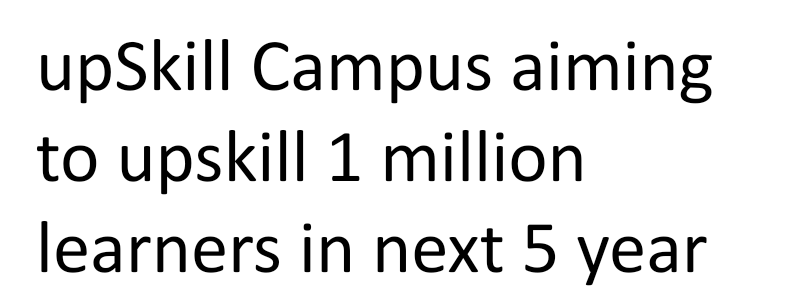 upSkill Campus aiming
to upskill 1 million
learners in next 5 year